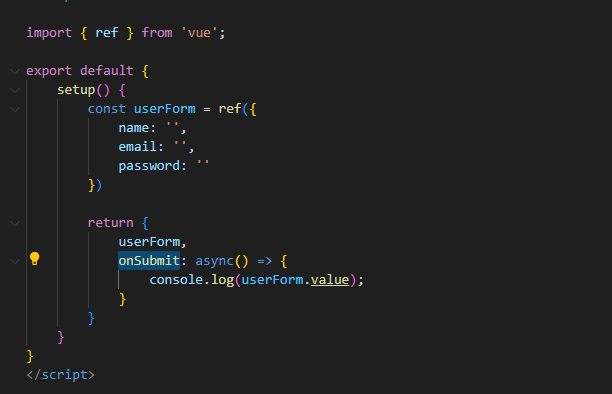 import { ref } from 'vue';
export default {
setup() {
const userForm = ref({
name: '',
email: '',
password: ''
})
return {
userForm,
onSubmit: async() => {
console.log(userForm.value);
}
}
}
}
</script>